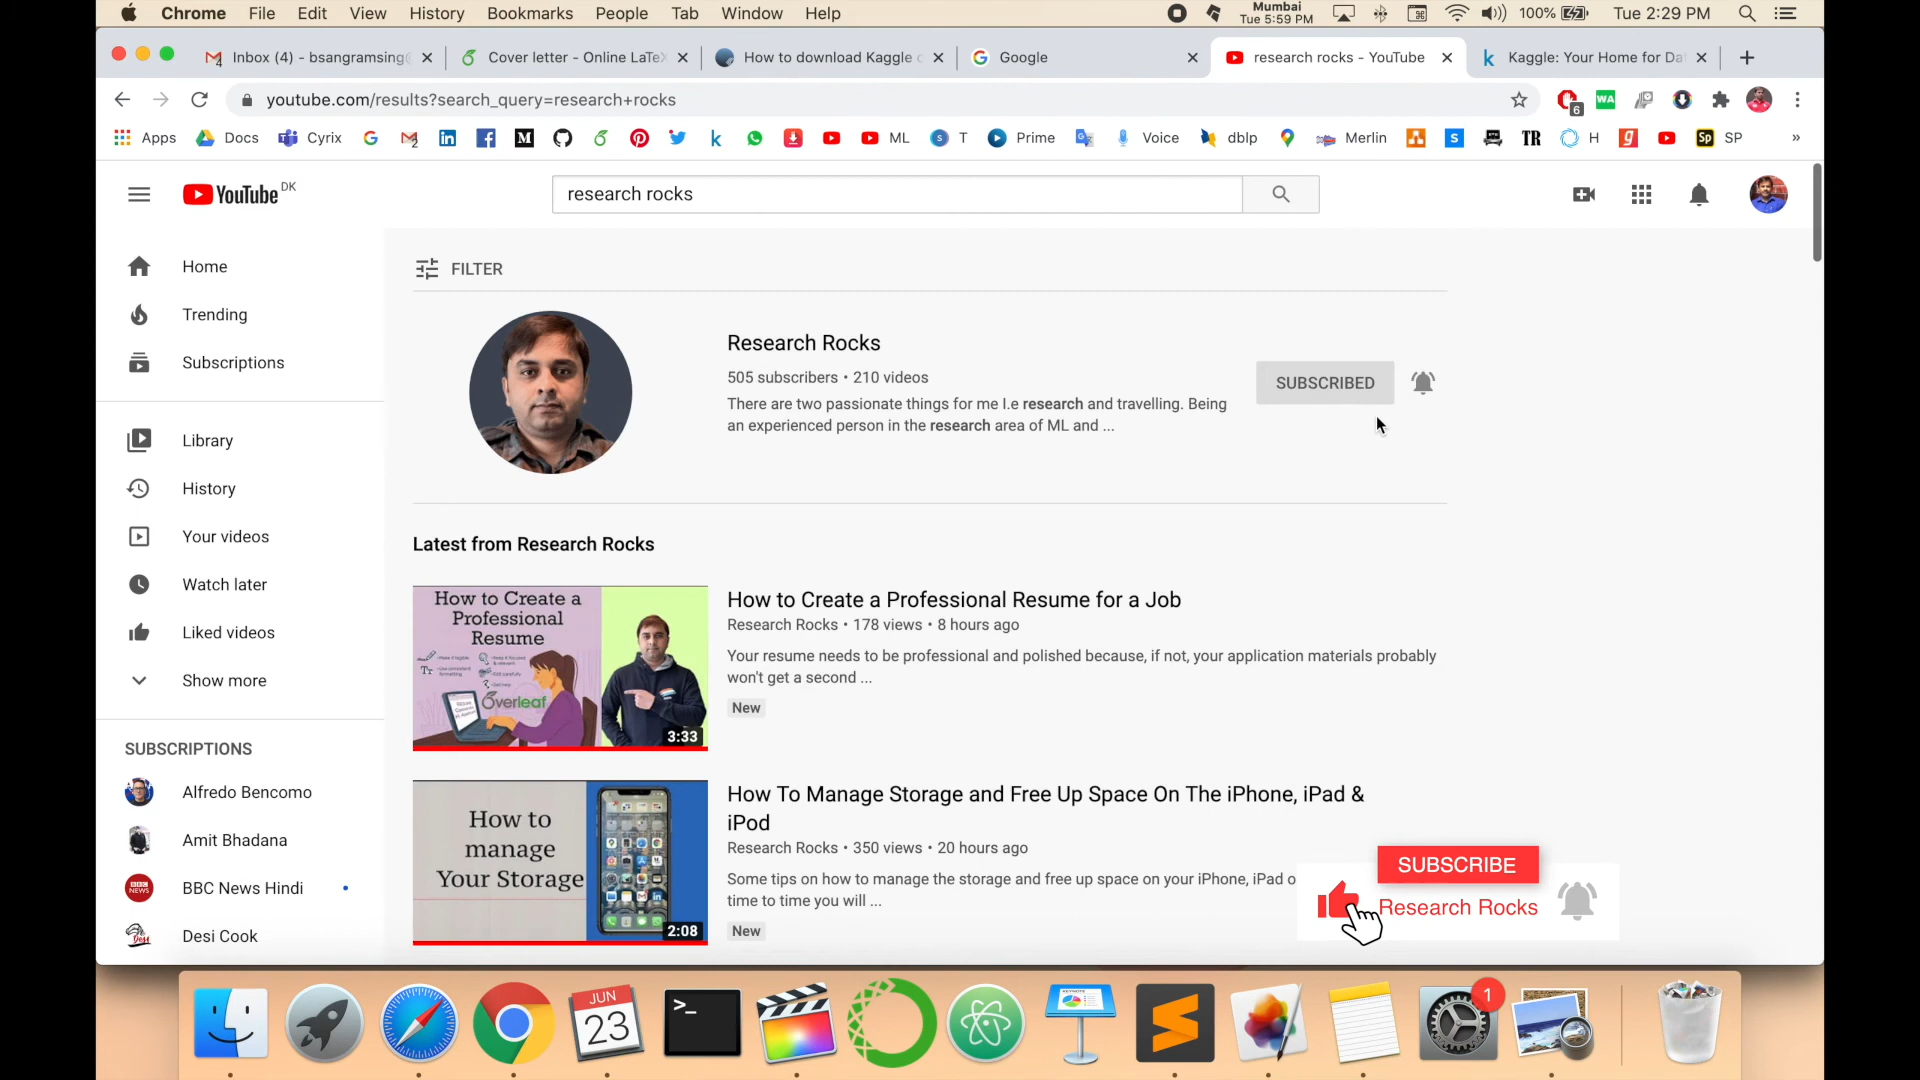 Chrome File Edit View History Bookmarks People Tab Window Help
Mumbai
Tue 5:59 PM
100%
Tue 2:29 PM
Inbox (4) - bsangramsing
Cover letter - Online LaTeX
How to download Kaggle
Google
research rocks - YouTube
Kaggle: Your Home for Dat
youtube.com/results?search_query=research+rocks
6
WA
Apps Docs Cyrix ML T Prime Voice dblp Merlin TR H SP
YouTube DK
research rocks
Home
Trending
Subscriptions
Library
History
Your videos
Watch later
Liked videos
Show more
SUBSCRIPTIONS
Alfredo Bencomo
Amit Bhadana
BBC News Hindi
Desi Cook
FILTER
Research Rocks
505 subscribers • 210 videos
There are two passionate things for me I.e research and travelling. Being
an experienced person in the research area of ML and ...
SUBSCRIBED
Latest from Research Rocks
How to Create a
Professional
Resume
Overleaf
3:33
How to Create a Professional Resume for a Job
Research Rocks • 178 views • 8 hours ago
Your resume needs to be professional and polished because, if not, your application materials probably
won't get a second ...
New
How to
manage
Your Storage
2:08
How To Manage Storage and Free Up Space On The iPhone, iPad &
iPod
Research Rocks • 350 views • 20 hours ago
Some tips on how to manage the storage and free up space on your iPhone, iPad o
time to time you will ...
New
SUBSCRIBE
Research Rocks
JUN
23
KEYNOTE
1